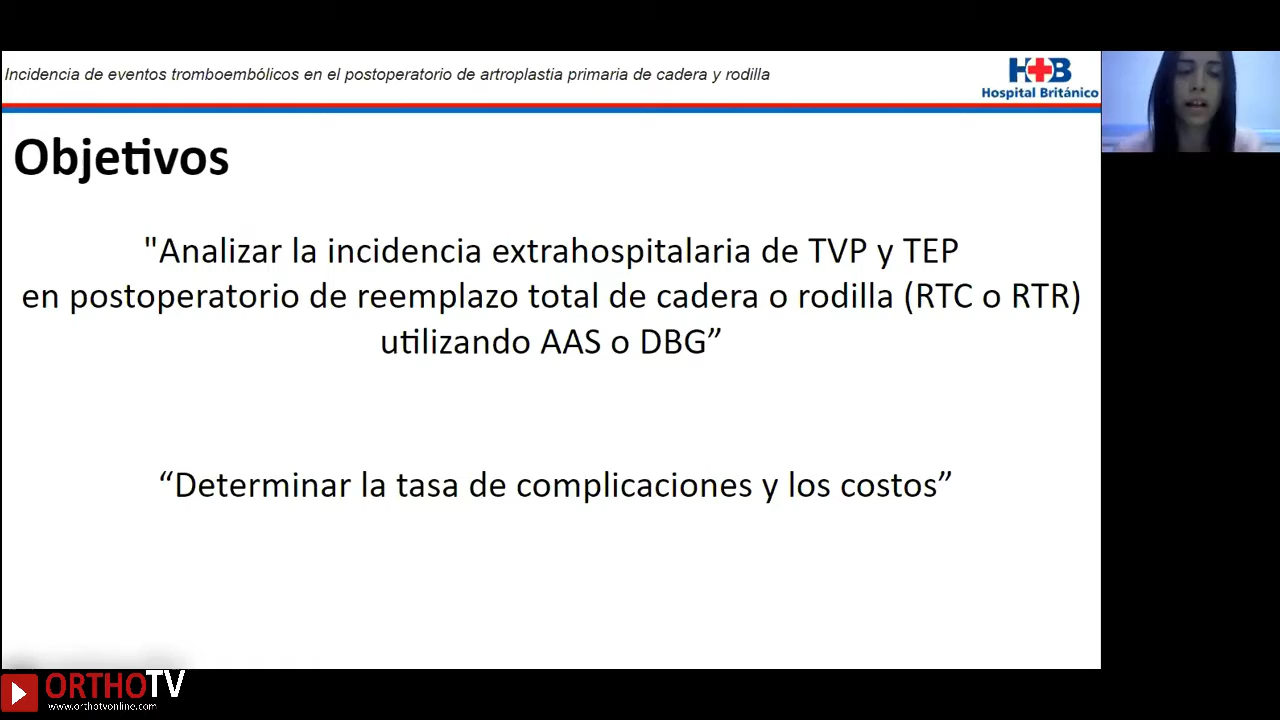 Incidencia de eventos tromboembólicos en el postoperatorio de artroplastia primaria de cadera y rodilla
H+B
Hospital Británico
Objetivos
"Analizar la incidencia extrahospitalaria de TVP y TEP
en postoperatorio de reemplazo total de cadera o rodilla (RTC o RTR)
utilizando AAS o DBG”
“Determinar la tasa de complicaciones y los costos”
ORTHOTV
www.orthotvonline.com